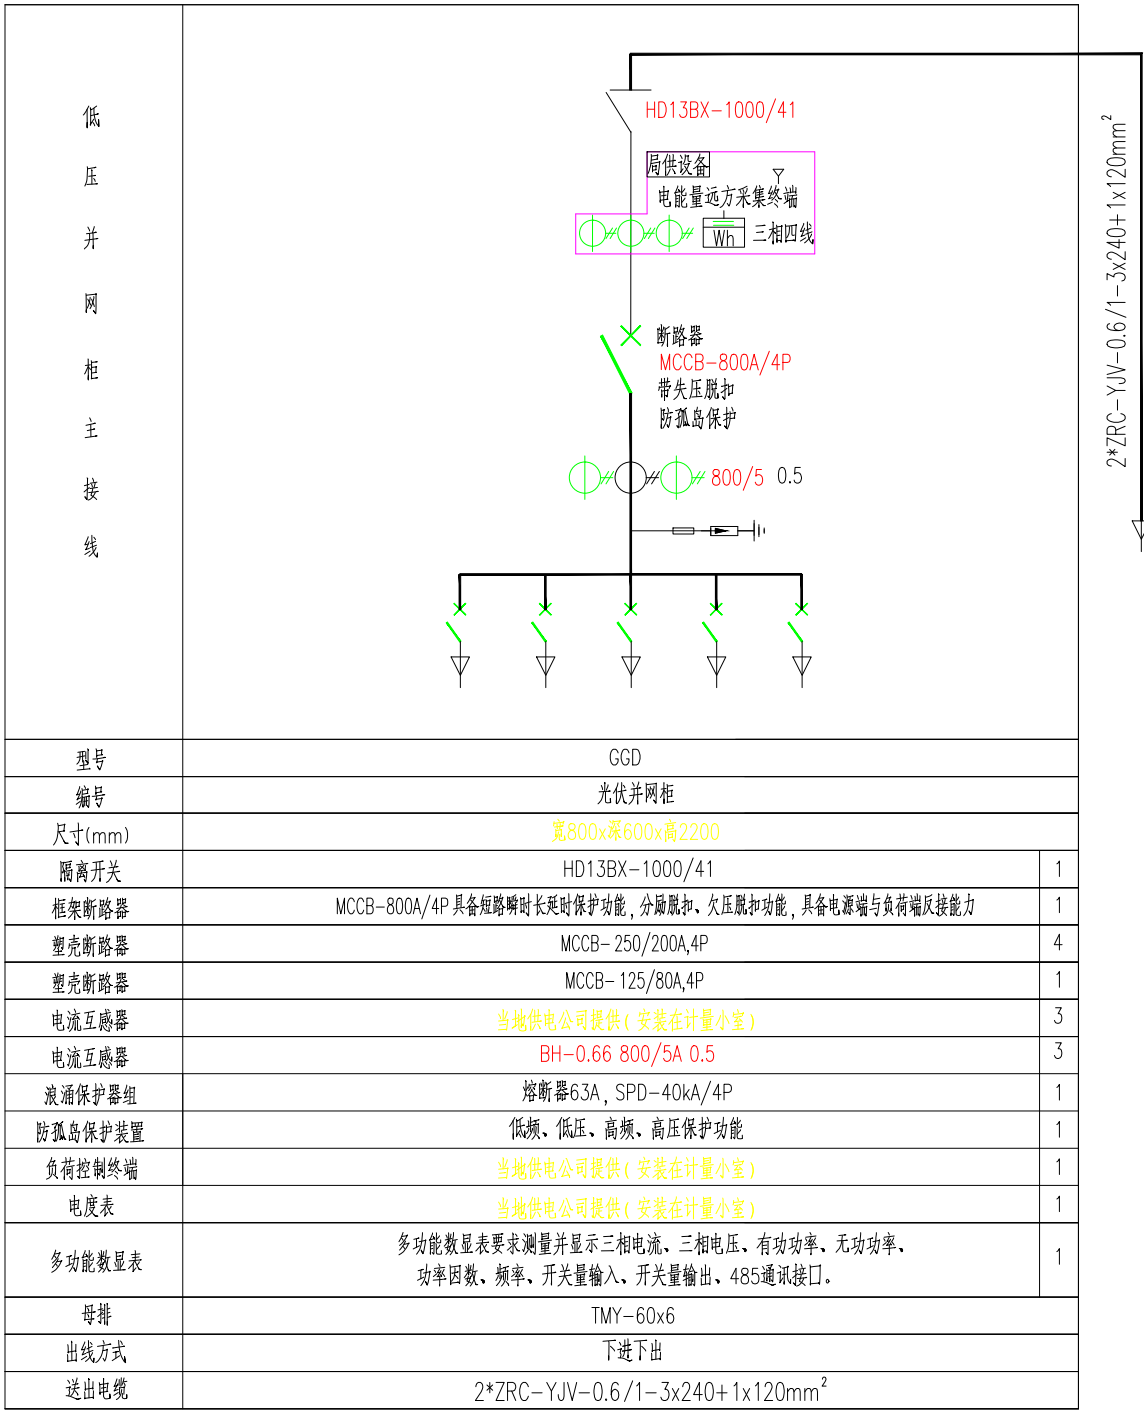 低压并网柜主接线
HD13BX-1000/41
局供设备
电能量远方采集终端
Wh 三相四线
断路器
MCCB-800A/4P
带失压脱扣
防孤岛保护
800/5 0.5
2*ZRC-YJV-0.6/1-3x240+1x120mm²
型号 GGD
编号 光伏并网柜
尺寸(mm) 宽800x深600x高2200
隔离开关 HD13BX-1000/41 1
框架断路器 MCCB-800A/4P 具备短路瞬时长延时保护功能,分励脱扣、欠压脱扣功能,具备电源端与负荷端反接能力 1
塑壳断路器 MCCB-250/200A,4P 4
塑壳断路器 MCCB-125/80A,4P 1
电流互感器 当地供电公司提供(安装在计量小室) 3
电流互感器 BH-0.66 800/5A 0.5 3
浪涌保护器组 熔断器63A, SPD-40kA/4P 1
防孤岛保护装置 低频、低压、高频、高压保护功能 1
负荷控制终端 当地供电公司提供(安装在计量小室) 1
电度表 当地供电公司提供(安装在计量小室) 1
多功能数显表 多功能数显表要求测量并显示三相电流、三相电压、有功功率、无功功率、 1
功率因数、频率、开关量输入、开关量输出、485通讯接口。
母排 TMY-60x6
出线方式 下进下出
送出电缆 2*ZRC-YJV-0.6/1-3x240+1x120mm²